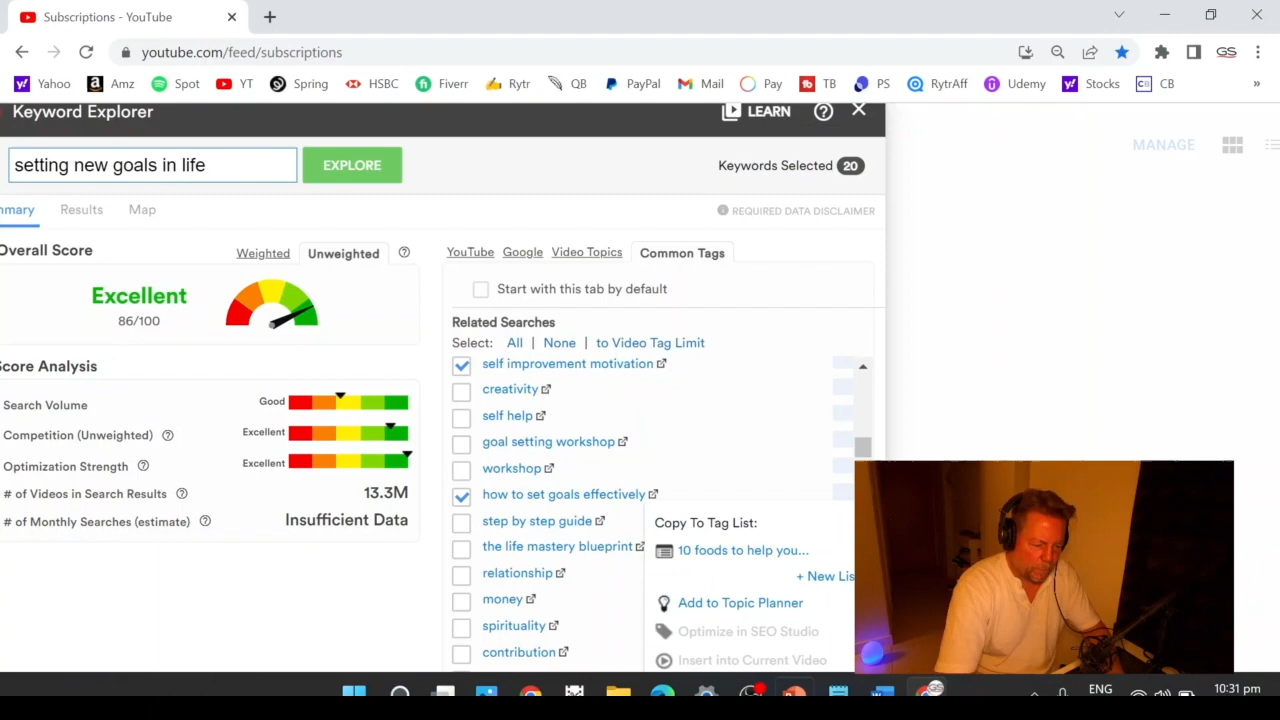 Subscriptions - YouTube
youtube.com/feed/subscriptions
GS
Yahoo Amz Spot YT Spring HSBC Fiverr Rytr QB PayPal Mail Pay TB PS RytrAff Udemy Stocks CB »
Keyword Explorer LEARN
setting new goals in life EXPLORE Keywords Selected 20
MANAGE
mmary Results Map REQUIRED DATA DISCLAIMER
Overall Score Weighted Unweighted
YouTube Google Video Topics Common Tags
Excellent
86/100
Start with this tab by default
Related Searches
Select: All | None | to Video Tag Limit
core Analysis
Search Volume Good
Competition (Unweighted) Excellent
Optimization Strength Excellent
# of Videos in Search Results 13.3M
# of Monthly Searches (estimate) Insufficient Data
self improvement motivation
creativity
self help
goal setting workshop
workshop
how to set goals effectively
step by step guide
the life mastery blueprint
relationship
money
spirituality
contribution
Copy To Tag List:
10 foods to help you...
+ New Lis
Add to Topic Planner
Optimize in SEO Studio
Insert into Current Video
GS
ENG
10:31 pm